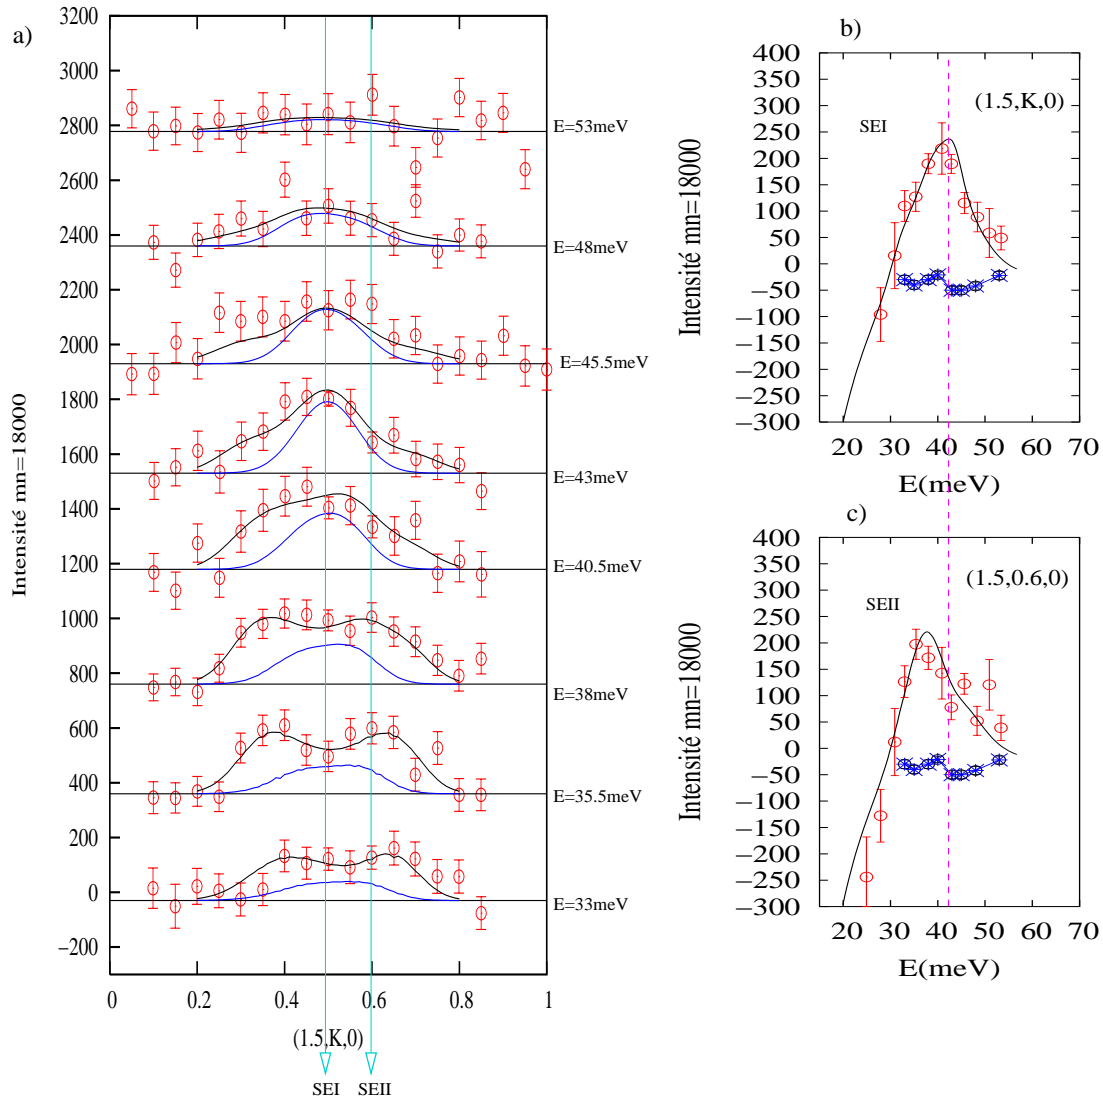 a)
3200
3000
2800
2600
2400
2200
2000
1800
1600
1400
1200
1000
800
600
400
200
0
−200
Intensité mn=18000
E=53meV
E=48meV
E=45.5meV
E=43meV
E=40.5meV
E=38meV
E=35.5meV
E=33meV
0 0.2 0.4 0.6 0.8 1
(1.5,K,0)
SEI SEII
b)
400
350
300
250
200
150
100
50
0
−50
−100
−150
−200
−250
−300
Intensité mn=18000
(1.5,K,0)
SEI
20 30 40 50 60 70
E(meV)
c)
400
350
300
250
200
150
100
50
0
−50
−100
−150
−200
−250
−300
Intensité mn=18000
(1.5,0.6,0)
SEII
20 30 40 50 60 70
E(meV)